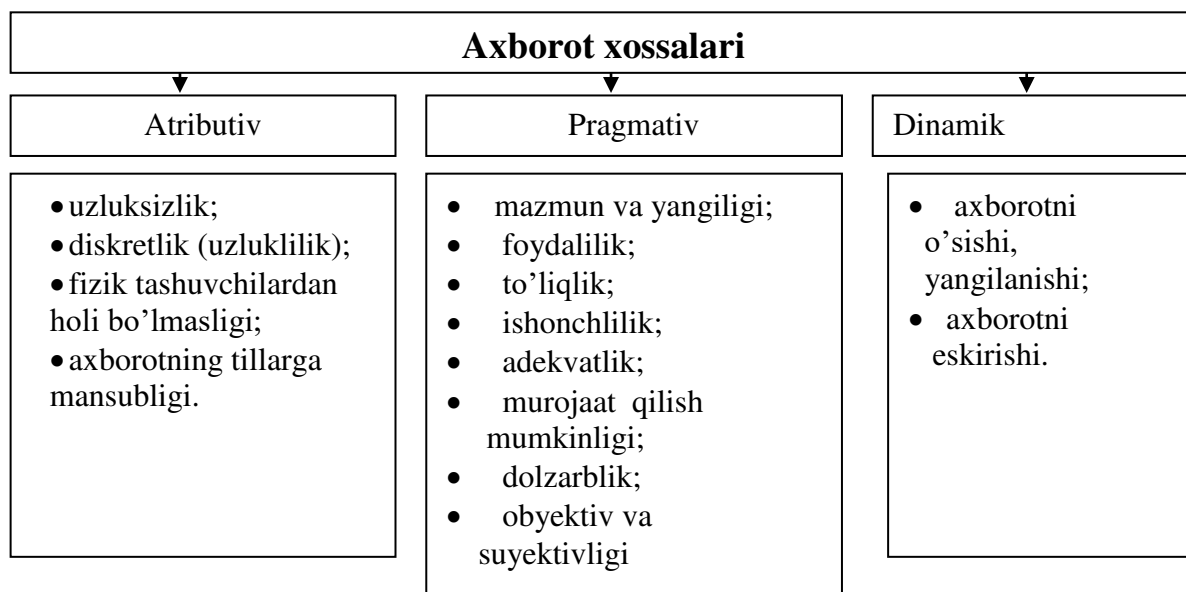 Axborot xossalari
Atributiv
Pragmativ
Dinamik
• uzluksizlik;
• diskretlik (uzluklilik);
• fizik tashuvchilardan
holi bo’lmasligi;
• axborotning tillarga
mansubligi.
• mazmun va yangiligi;
• foydalilik;
• to’liqlik;
• ishonchlilik;
• adekvatlik;
• murojaat qilish
mumkinligi;
• dolzarblik;
• obyektiv va
suyektivligi
• axborotni
o’sishi,
yangilanishi;
• axborotni
eskirishi.